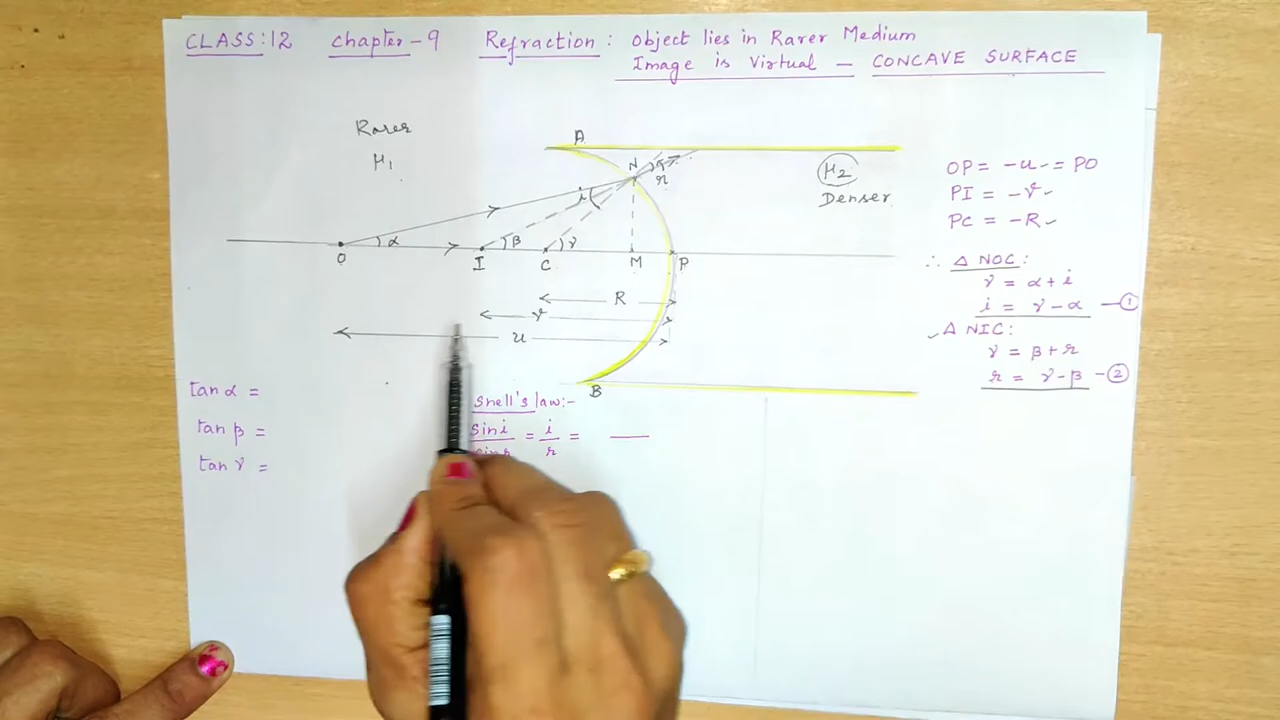 CLASS:12 Chapter-9 Refraction: Object lies in Rarer Medium
Image is Virtual — CONCAVE SURFACE
Rarer
μ1
A
N
i
r
μ2
Denser
α
β
γ
O
I
C
M
P
R
v
u
B
OP = -u = PO
PI = -v
PC = -R
∴ Δ NOC:
γ = α + i
i = γ - α —①
Δ NIC:
γ = β + r
r = γ - β —②
tan α =
tan β =
tan γ =
Snell's law:-
sin i / sin r = i / r = —